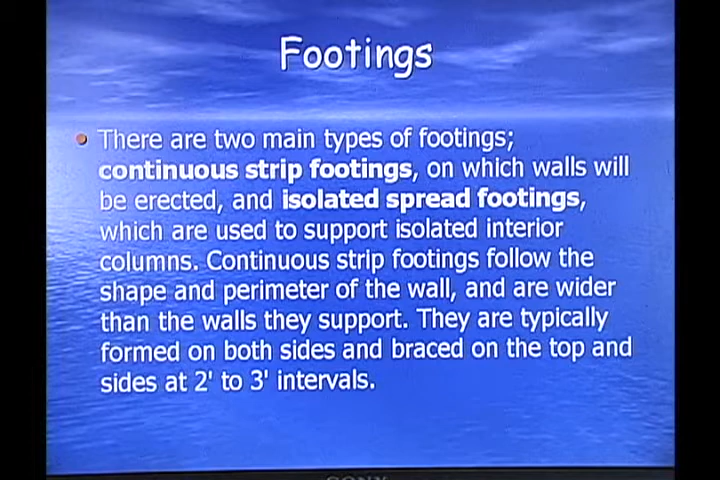 Footings
There are two main types of footings;
continuous strip footings, on which walls will
be erected, and isolated spread footings,
which are used to support isolated interior
columns. Continuous strip footings follow the
shape and perimeter of the wall, and are wider
than the walls they support. They are typically
formed on both sides and braced on the top and
sides at 2' to 3' intervals.
SONY